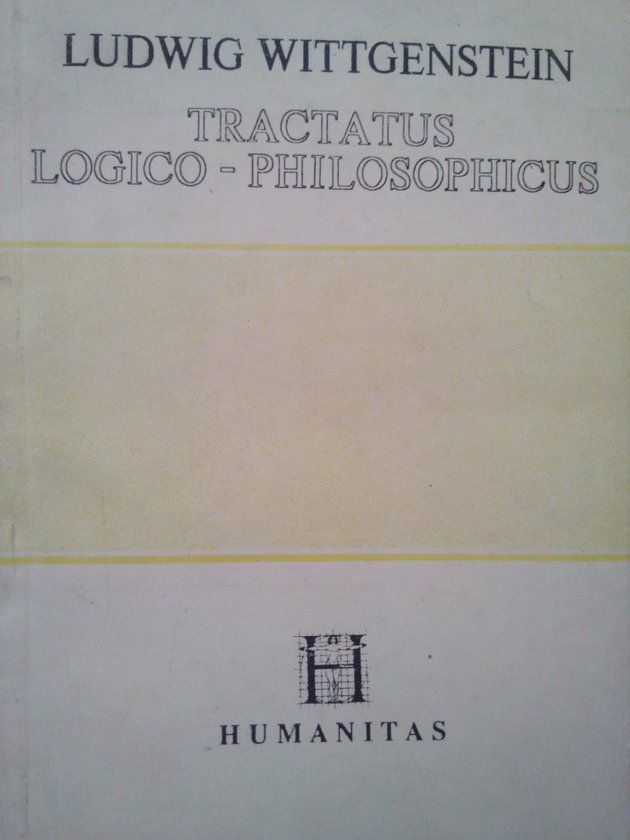 LUDWIG WITTGENSTEIN
TRACTATUS
LOGICO - PHILOSOPHICUS
H
HUMANITAS